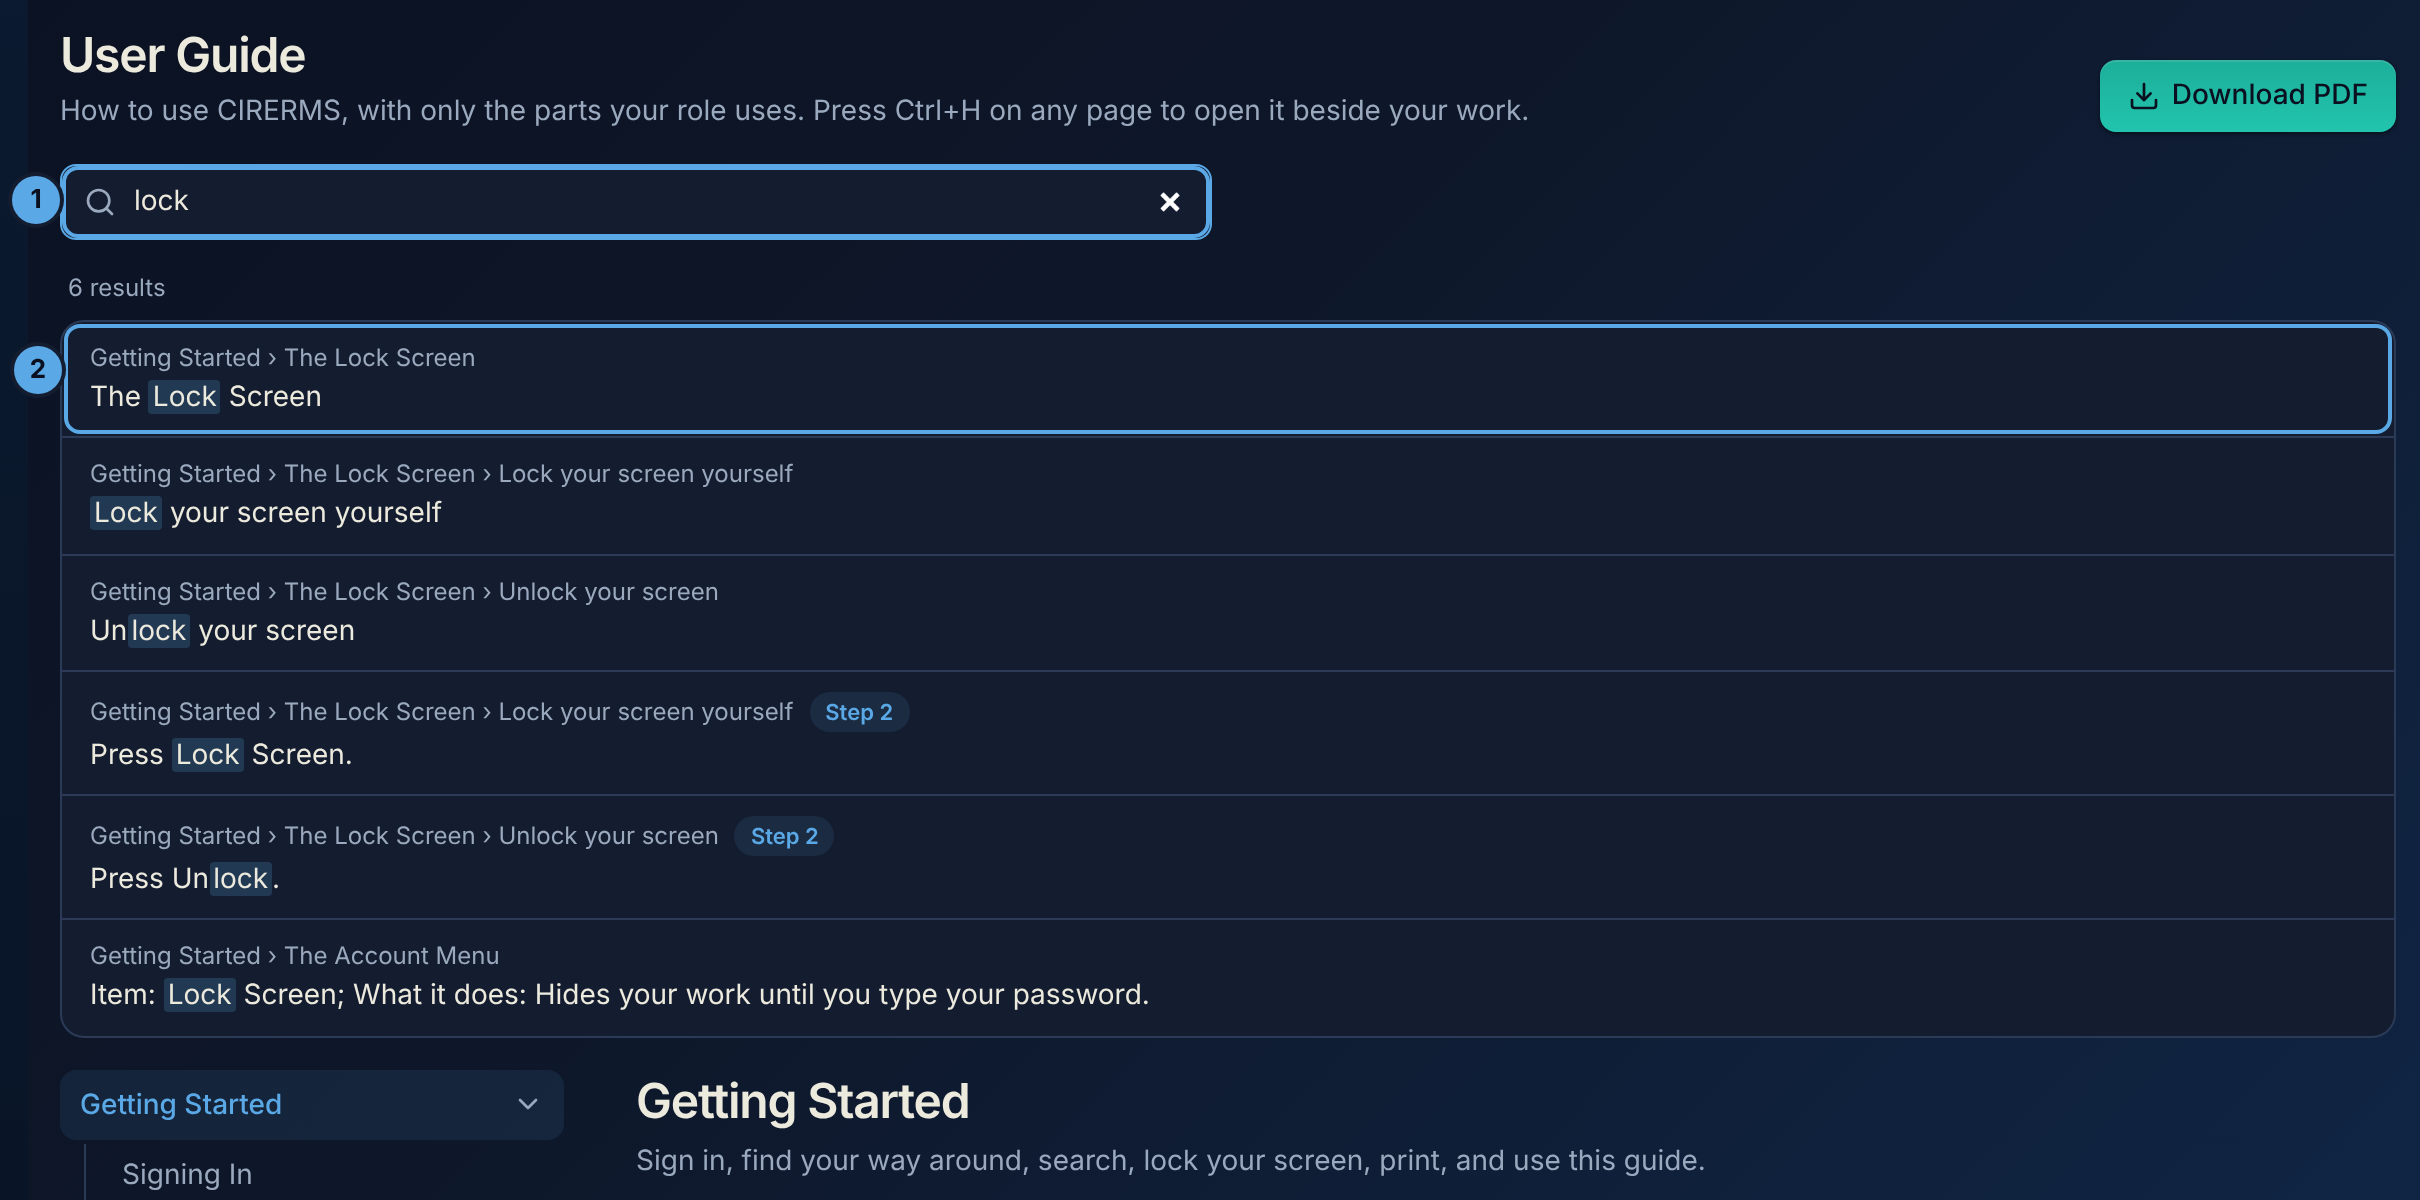 User Guide
How to use CIRERMS, with only the parts your role uses. Press Ctrl+H on any page to open it beside your work.
Download PDF
1
lock
6 results
2
Getting Started › The Lock Screen
The Lock Screen
Getting Started › The Lock Screen › Lock your screen yourself
Lock your screen yourself
Getting Started › The Lock Screen › Unlock your screen
Unlock your screen
Getting Started › The Lock Screen › Lock your screen yourself Step 2
Press Lock Screen.
Getting Started › The Lock Screen › Unlock your screen Step 2
Press Unlock.
Getting Started › The Account Menu
Item: Lock Screen; What it does: Hides your work until you type your password.
Getting Started
Signing In
Getting Started
Sign in, find your way around, search, lock your screen, print, and use this guide.